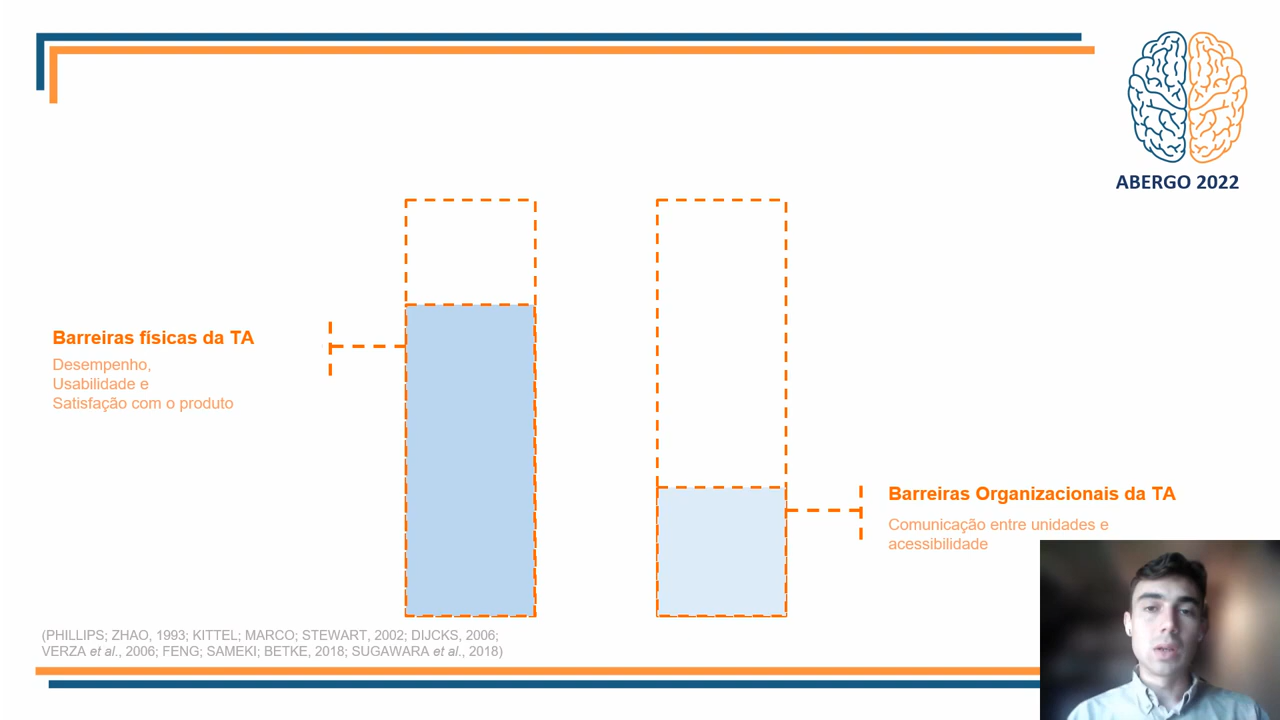 ABERGO 2022
Barreiras físicas da TA
Desempenho,
Usabilidade e
Satisfação com o produto
Barreiras Organizacionais da TA
Comunicação entre unidades e
acessibilidade
(PHILLIPS; ZHAO, 1993; KITTEL; MARCO; STEWART, 2002; DIJCKS, 2006;
VERZA et al., 2006; FENG; SAMEKI; BETKE, 2018; SUGAWARA et al., 2018)